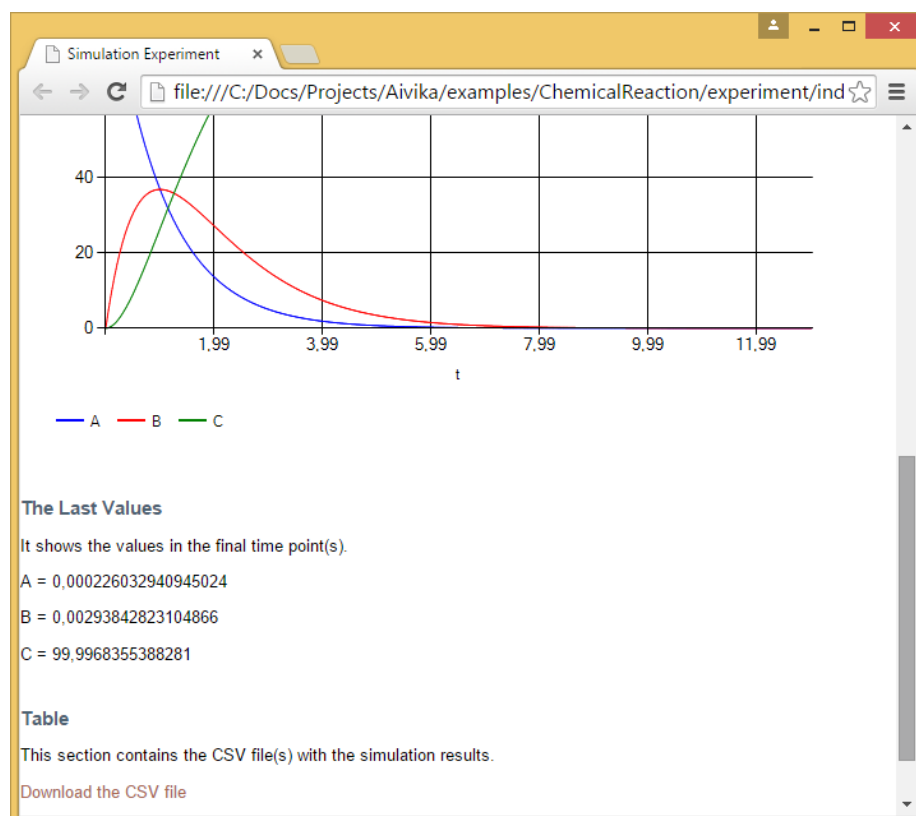 Simulation Experiment
file:///C:/Docs/Projects/Aivika/examples/ChemicalReaction/experiment/ind
40
20
0
1,99 3,99 5,99 7,99 9,99 11,99
t
A B C
The Last Values
It shows the values in the final time point(s).
A = 0,000226032940945024
B = 0,00293842823104866
C = 99,9968355388281
Table
This section contains the CSV file(s) with the simulation results.
Download the CSV file